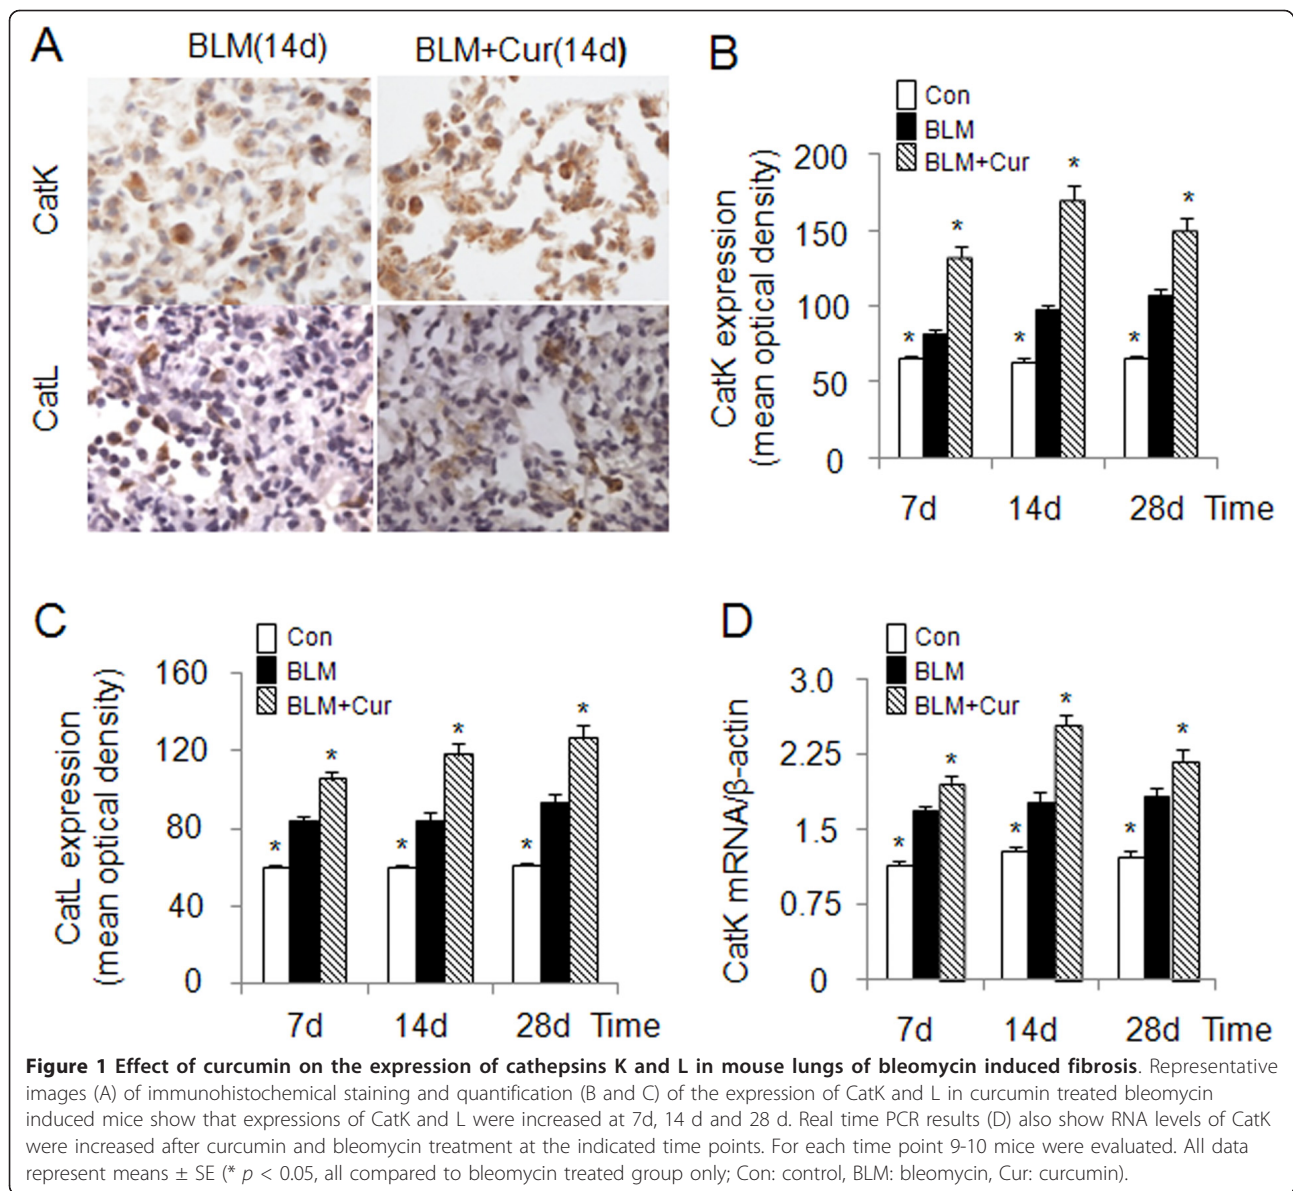 A
BLM(14d)
BLM+Cur(14d)
CatK
CatL
B
Con
BLM
BLM+Cur
CatK expression
(mean optical density)
200
150
100
50
0
*
*
*
*
*
*
7d
14d
28d
Time
C
Con
BLM
BLM+Cur
CatL expression
(mean optical density)
160
120
80
40
0
*
*
*
*
*
*
7d
14d
28d
Time
D
Con
BLM
BLM+Cur
CatK mRNA/β-actin
3.0
2.25
1.5
0.75
0
*
*
*
*
*
*
7d
14d
28d
Time
Figure 1 Effect of curcumin on the expression of cathepsins K and L in mouse lungs of bleomycin induced fibrosis. Representative
images (A) of immunohistochemical staining and quantification (B and C) of the expression of CatK and L in curcumin treated bleomycin
induced mice show that expressions of CatK and L were increased at 7d, 14 d and 28 d. Real time PCR results (D) also show RNA levels of CatK
were increased after curcumin and bleomycin treatment at the indicated time points. For each time point 9-10 mice were evaluated. All data
represent means ± SE (* p < 0.05, all compared to bleomycin treated group only; Con: control, BLM: bleomycin, Cur: curcumin).